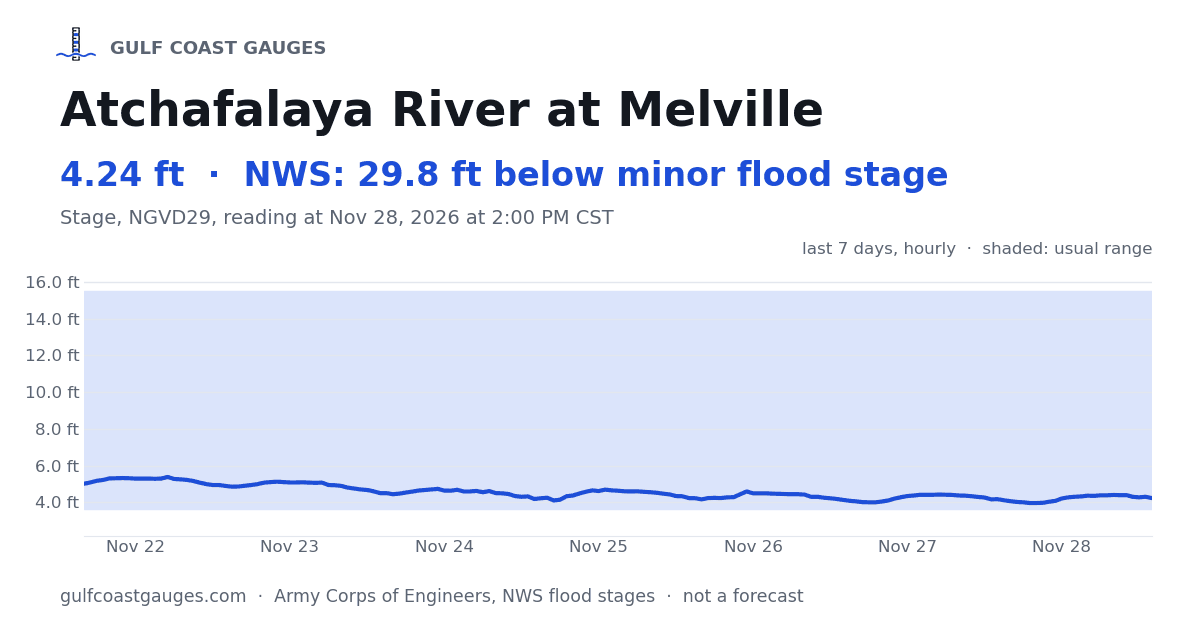 GULF COAST GAUGES
Atchafalaya River at Melville
4.24 ft · NWS: 29.8 ft below minor flood stage
Stage, NGVD29, reading at Nov 28, 2026 at 2:00 PM CST
last 7 days, hourly · shaded: usual range
16.0 ft
14.0 ft
12.0 ft
10.0 ft
8.0 ft
6.0 ft
4.0 ft
Nov 22 Nov 23 Nov 24 Nov 25 Nov 26 Nov 27 Nov 28
gulfcoastgauges.com · Army Corps of Engineers, NWS flood stages · not a forecast